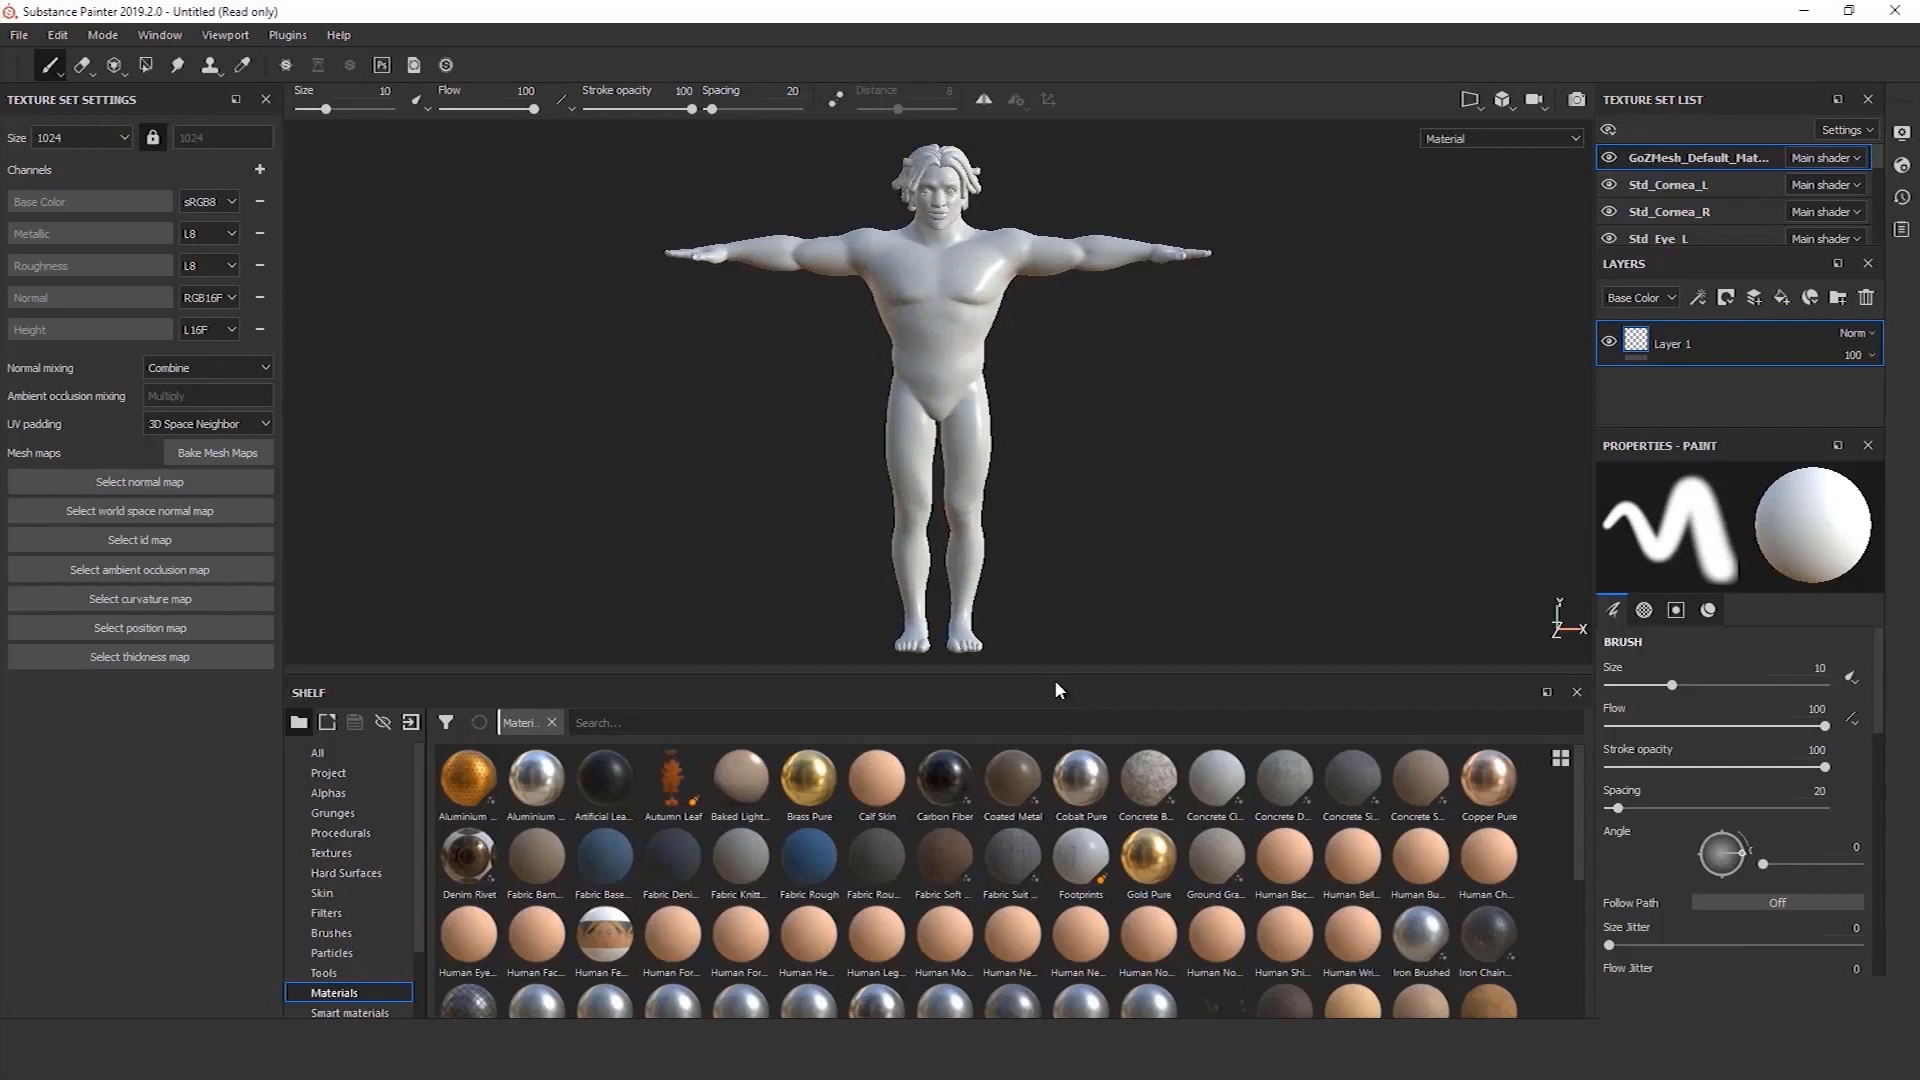 Substance Painter 2019.2.0 - Untitled (Read only)
File Edit Mode Window Viewport Plugins Help
Ps
TEXTURE SET SETTINGS
Size 1024 1024
Channels
Base Color sRGB8
Metallic L8
Roughness L8
Normal RGB16F
Height L16F
Normal mixing Combine
Ambient occlusion mixing Multiply
UV padding 3D Space Neighbor
Mesh maps Bake Mesh Maps
Select normal map
Select world space normal map
Select id map
Select ambient occlusion map
Select curvature map
Select position map
Select thickness map
Size 10 Flow 100 Stroke opacity 100 Spacing 20 Distance 8
Material
Y
Z X
SHELF
Materi.. Search...
All
Project
Alphas
Grunges
Procedurals
Textures
Hard Surfaces
Skin
Filters
Brushes
Particles
Tools
Materials
Smart materials
Aluminium ... Aluminium ... Artificial Lea... Autumn Leaf Baked Light... Brass Pure Calf Skin Carbon Fiber Coated Metal Cobalt Pure Concrete B... Concrete Cl... Concrete D... Concrete Si... Concrete S... Copper Pure
Denim Rivet Fabric Bam... Fabric Base... Fabric Deni... Fabric Knitt... Fabric Rough Fabric Rou... Fabric Soft ... Fabric Suit ... Footprints Gold Pure Ground Gra... Human Bac... Human Bell... Human Bu... Human Ch...
Human Eye... Human Fac... Human Fe... Human For... Human For... Human He... Human Leg... Human Mo... Human Ne... Human Ne... Human No... Human No... Human Shi... Human Wri... Iron Brushed Iron Chain...
TEXTURE SET LIST
Settings
GoZMesh_Default_Mat... Main shader
Std_Cornea_L Main shader
Std_Cornea_R Main shader
Std_Eye_L Main shader
LAYERS
Base Color
Layer 1 Norm
100
PROPERTIES - PAINT
BRUSH
Size 10
Flow 100
Stroke opacity 100
Spacing 20
Angle 0
Follow Path Off
Size Jitter 0
Flow Jitter 0